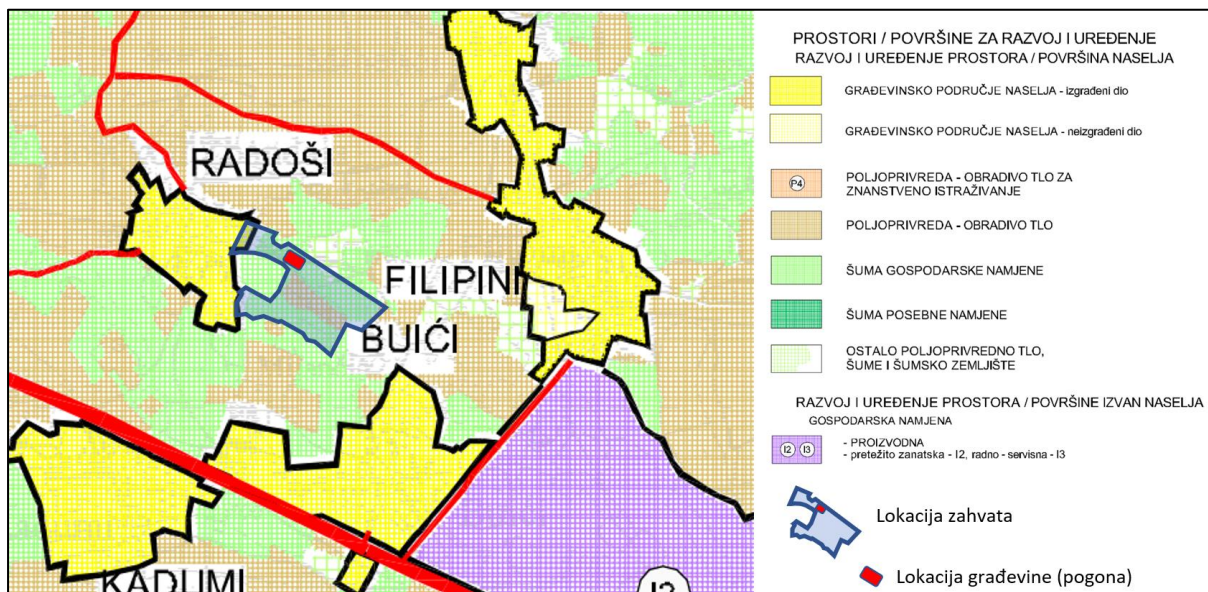 RADOŠI
FILIPINI
BUIĆI
KADUMI
I2
PROSTORI / POVRŠINE ZA RAZVOJ I UREĐENJE
RAZVOJ I UREĐENJE PROSTORA / POVRŠINA NASELJA
GRAĐEVINSKO PODRUČJE NASELJA - izgrađeni dio
GRAĐEVINSKO PODRUČJE NASELJA - neizgrađeni dio
P4
POLJOPRIVREDA - OBRADIVO TLO ZA
ZNANSTVENO ISTRAŽIVANJE
POLJOPRIVREDA - OBRADIVO TLO
ŠUMA GOSPODARSKE NAMJENE
ŠUMA POSEBNE NAMJENE
OSTALO POLJOPRIVREDNO TLO,
ŠUME I ŠUMSKO ZEMLJIŠTE
RAZVOJ I UREĐENJE PROSTORA / POVRŠINE IZVAN NASELJA
GOSPODARSKA NAMJENA
I2 I3
- PROIZVODNA
- pretežito zanatska - I2, radno - servisna - I3
Lokacija zahvata
Lokacija građevine (pogona)